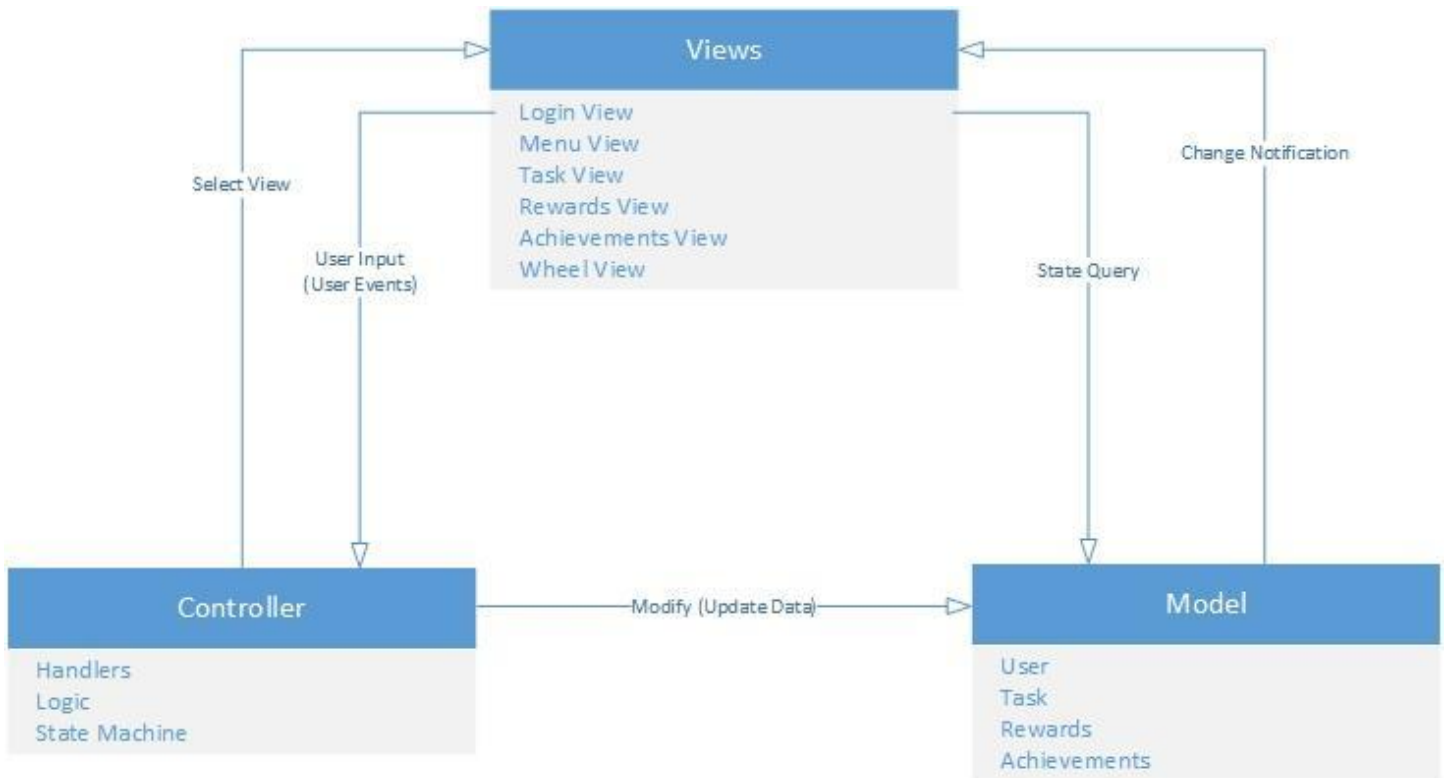 Views
Login View
Menu View
Task View
Rewards View
Achievements View
Wheel View
Select View
User Input
(User Events)
Change Notification
State Query
Controller
Handlers
Logic
State Machine
Modify (Update Data)
Model
User
Task
Rewards
Achievements